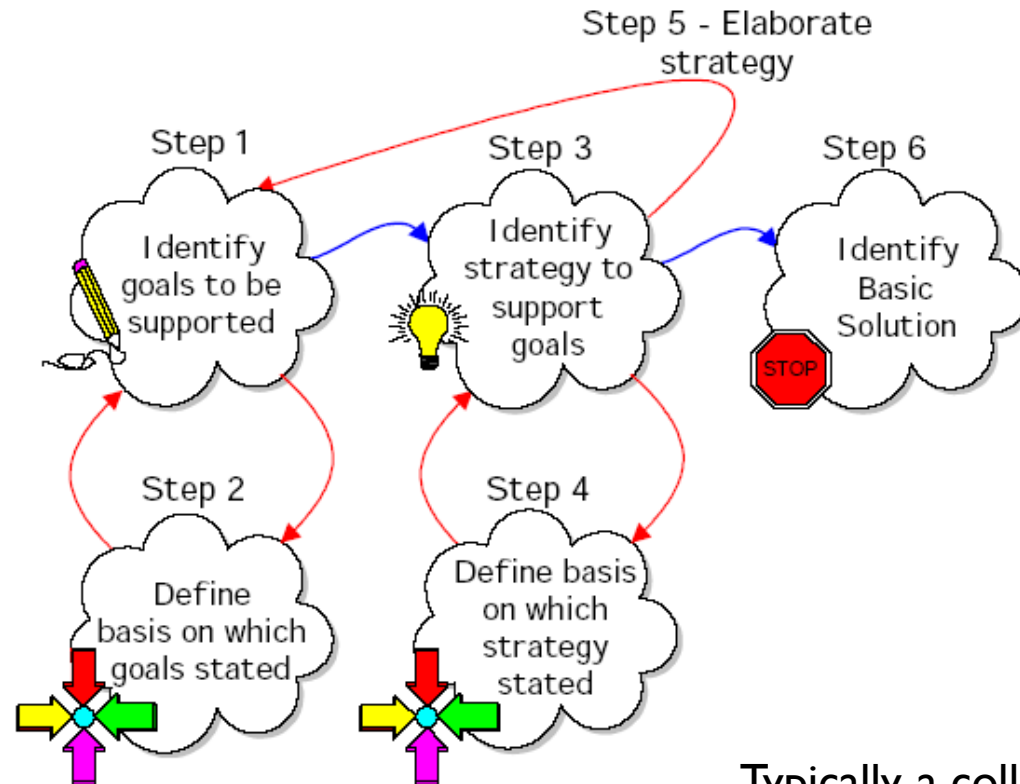 Step 5 - Elaborate
strategy
Step 1
Identify
goals to be
supported
Step 3
Identify
strategy to
support
goals
Step 6
Identify
Basic
Solution
STOP
Step 2
Define
basis on which
goals stated
Step 4
Define basis
on which
strategy
stated
Typically a coll